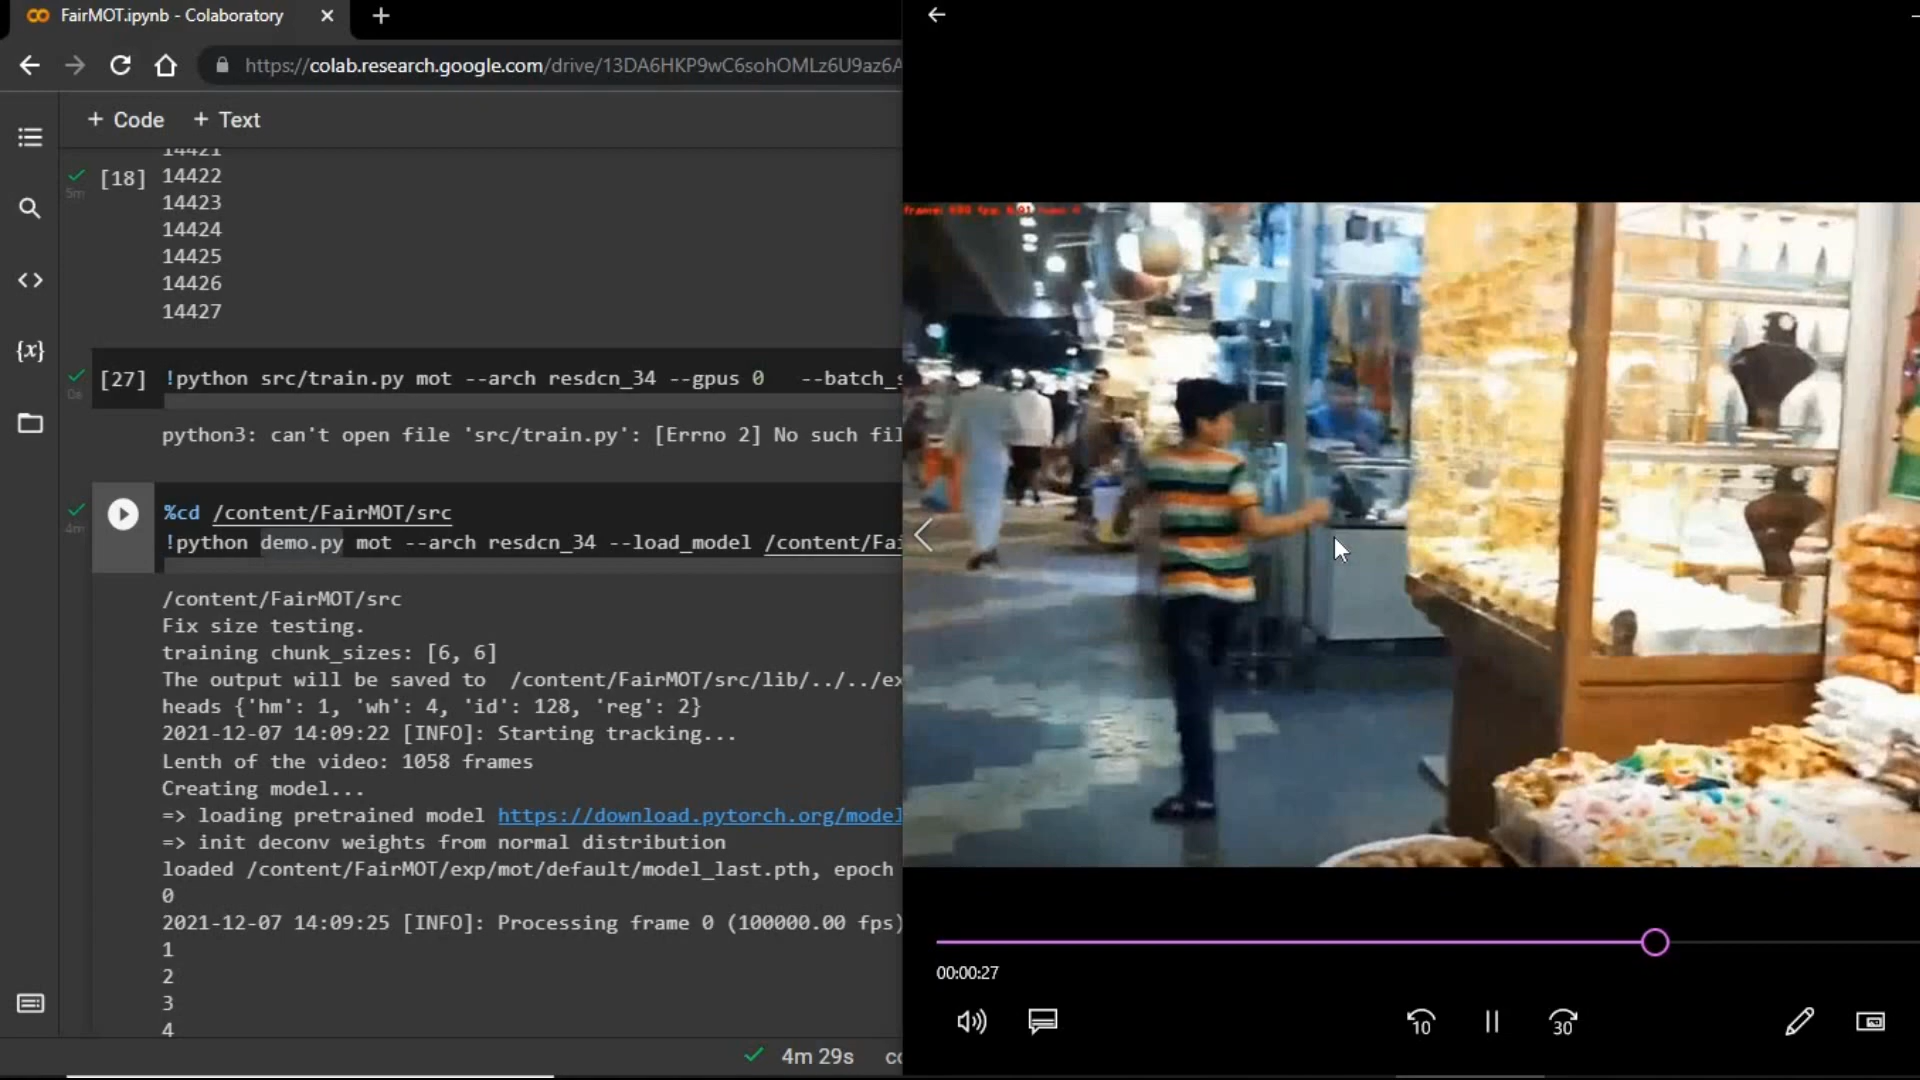 FairMOT.ipynb - Colaboratory
https://colab.research.google.com/drive/13DA6HKP9wC6sohOMLz6U9az6A
+ Code + Text
14421
[18] 14422
5m
14423
14424
14425
14426
14427
[27] !python src/train.py mot --arch resdcn_34 --gpus 0 --batch_s
0s
python3: can't open file 'src/train.py': [Errno 2] No such fil
%cd /content/FairMOT/src
4m
!python demo.py mot --arch resdcn_34 --load_model /content/Fai
/content/FairMOT/src
Fix size testing.
training chunk_sizes: [6, 6]
The output will be saved to /content/FairMOT/src/lib/../../ex
heads {'hm': 1, 'wh': 4, 'id': 128, 'reg': 2}
2021-12-07 14:09:22 [INFO]: Starting tracking...
Lenth of the video: 1058 frames
Creating model...
=> loading pretrained model https://download.pytorch.org/model
=> init deconv weights from normal distribution
loaded /content/FairMOT/exp/mot/default/model_last.pth, epoch
0
2021-12-07 14:09:25 [INFO]: Processing frame 0 (100000.00 fps)
1
2
3
4
4m 29s
00:00:27
10
30